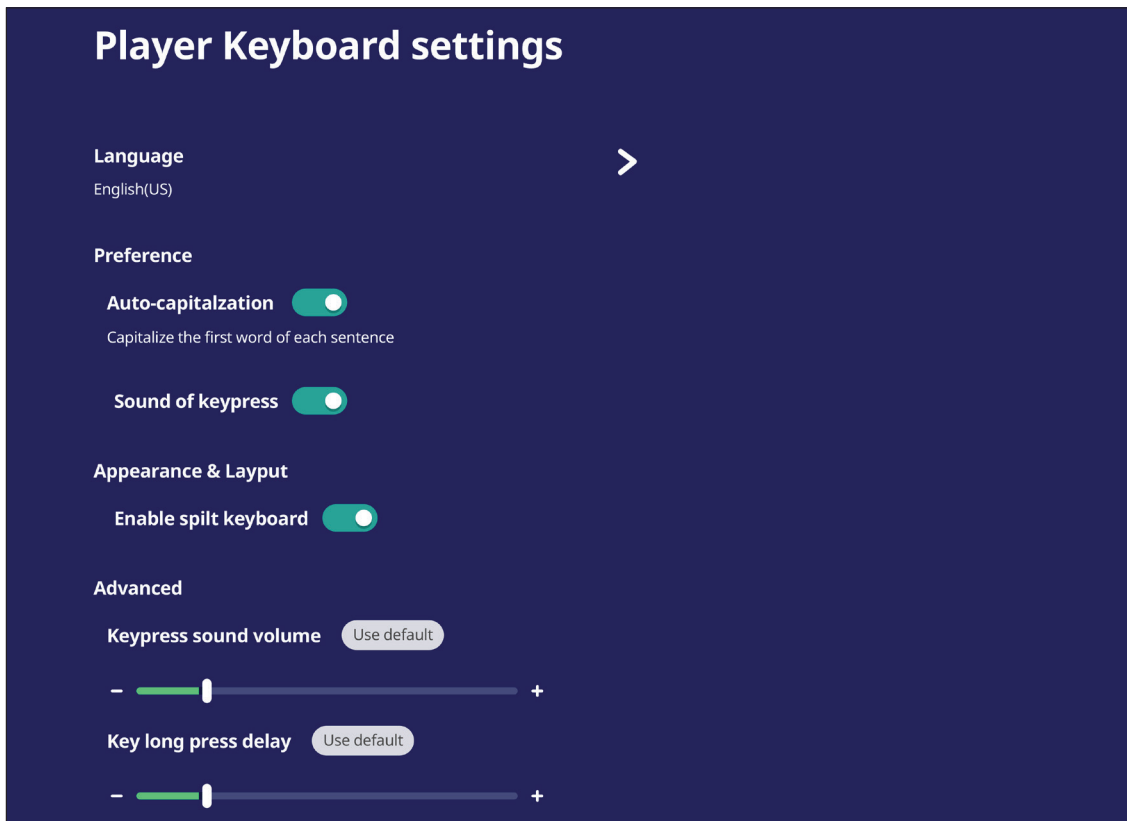 Player Keyboard settings
Language
English(US)
Preference
Auto-capitalzation
Capitalize the first word of each sentence
Sound of keypress
Appearance & Layput
Enable spilt keyboard
Advanced
Keypress sound volume Use default
- +
Key long press delay Use default
- +